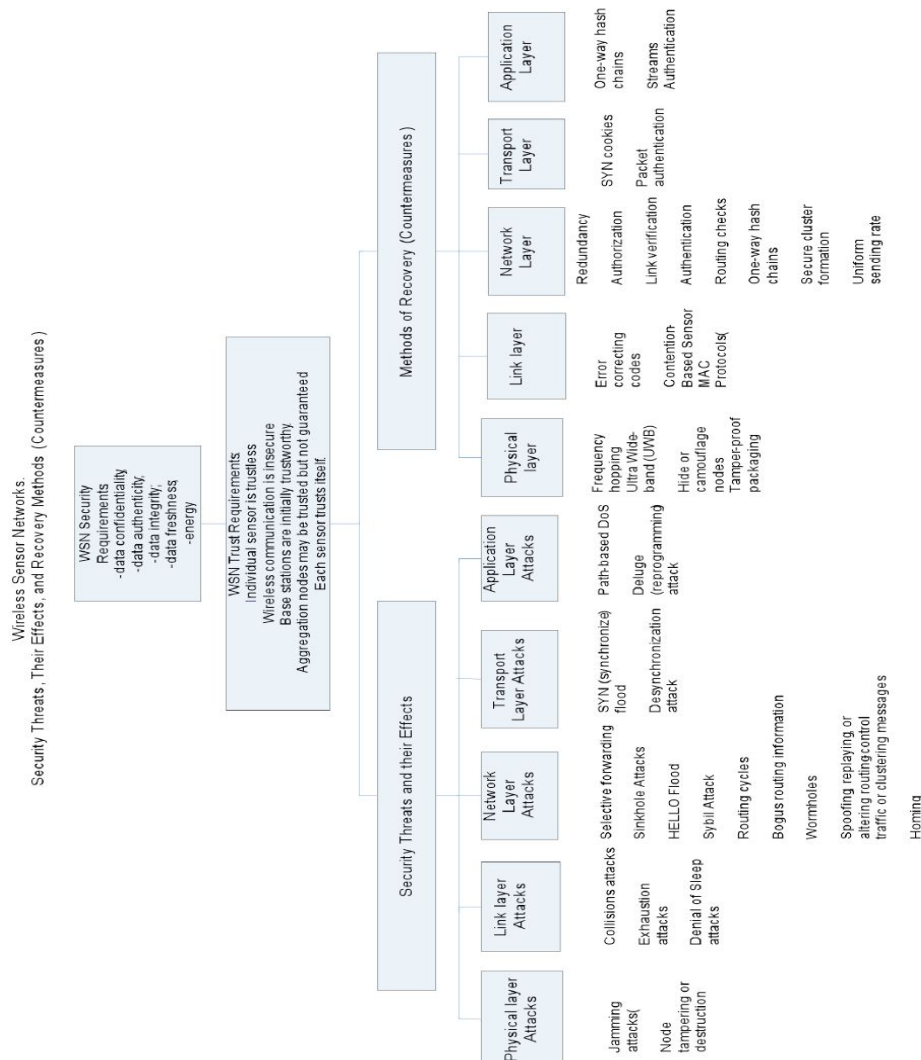 Wireless Sensor Networks.
Security Threats, Their Effects, and Recovery Methods (Countermeasures )
WSN Security
Requirements
-data confidentiality,
-data authenticity,
-data integrity,
-data freshness,
-energy
WSN Trust Requirements
Individual sensor is trustless
Wireless communication is insecure
Base stations are initially trustworthy.
Aggregation nodes may be trusted but not guaranteed
Each sensor trusts itself.
Security Threats and their Effects
Methods of Recovery (Countermeasures )
Physical layer
Attacks
Jamming
attacks(
Node
tampering or
destruction
Link layer
Attacks
Collisions attacks
Exhaustion
attacks
Denial of Sleep
attacks
Network
Layer
Attacks
Selective forwarding
Sinkhole Attacks
HELLO Flood
Sybil Attack
Routing cycles
Bogus routing information
Wormholes
Spoofing, replaying, or
altering routing control
traffic or clustering messages
Homing
Transport
Layer Attacks
SYN (synchronize)
flood
Desynchronization
attack
Application
Layer
Attacks
Path-based DoS
Deluge
(reprogramming)
attack
Physical
layer
Frequency
hopping
Ultra Wide-
band (UWB)
Hide or
camouflage
nodes
Tamper-proof
packaging
Link layer
Error
correcting
codes
Contention-
Based Sensor
MAC
Protocols(
Network
Layer
Redundancy
Authorization
Link verification
Authentication
Routing checks
One-way hash
chains
Secure cluster
formation
Uniform
sending rate
Transport
Layer
SYN cookies
Packet
authentication
Application
Layer
One-way hash
chains
Streams
Authentication